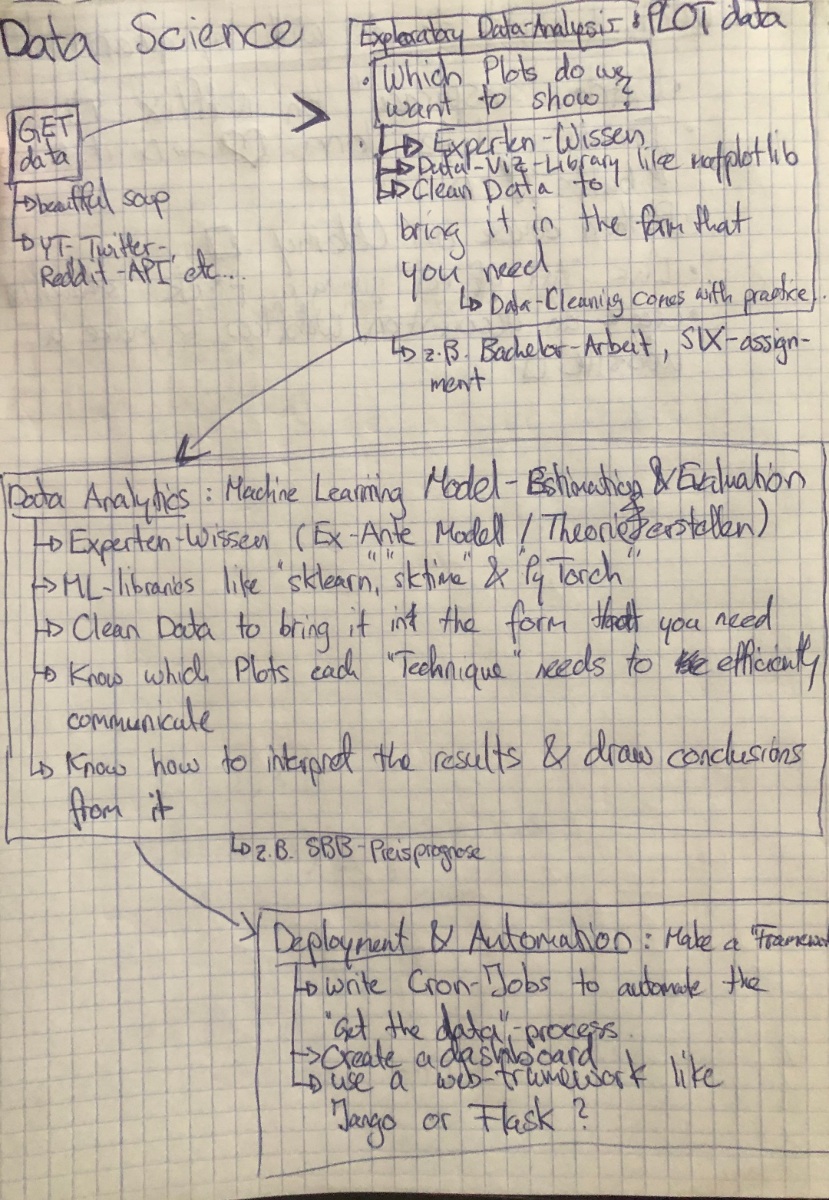 Data Science
GET
data
↳ beautiful soup
↳ YT-Twitter-,
Reddit-API etc...
Exploratory Data-Analysis : PLOT data
· Which Plots do we
want to show ?
↳ Experten-Wissen
↳ Data-Viz-Library like matplotlib
↳ Clean Data to
bring it in the form that
you need
↳ Data-Cleaning comes with practice.
↳ z.B. Bachelor-Arbeit, SIX-assign-
ment
Data Analytics : Machine Learning Model-Estimation & Evaluation
↳ Experten-Wissen (Ex-Ante Modell / Theorie erstellen)
↳ ML-libraries like "sklearn," "sktime" & "PyTorch"
↳ Clean Data to bring it int the form that you need
↳ Know which Plots each "Technique" needs to efficiently
communicate
↳ Know how to interpret the results & draw conclusions
from it
↳ z.B. SBB-Preisprognose
Deployment & Automation : Make a "Framewor
↳ Write Cron-Jobs to automate the
"Get the data"-process.
↳ Create a dashboard
↳ use a web-framework like
Jango or Flask ?